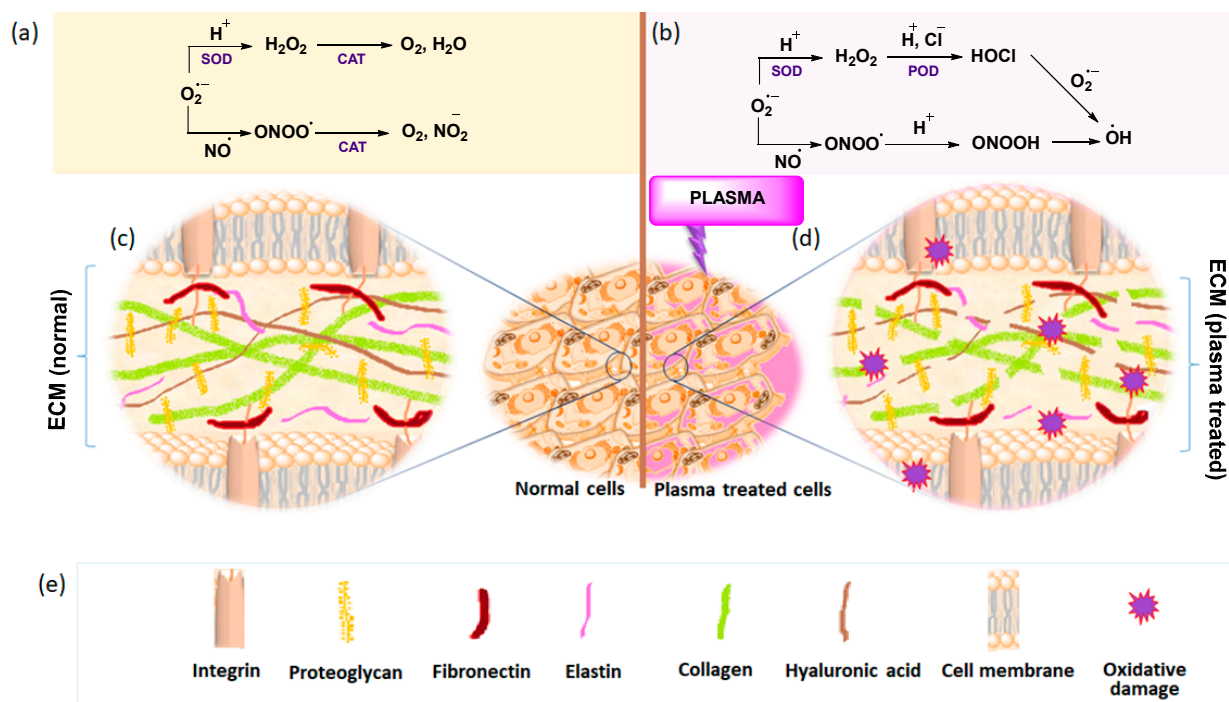 (a)
H⁺
SOD
H₂O₂
CAT
O₂, H₂O
O₂·⁻
NO·
ONOO·
CAT
O₂, NO₂⁻
(b)
H⁺
SOD
H₂O₂
H⁺, Cl⁻
POD
HOCl
O₂·⁻
O₂·⁻
NO·
ONOO·
H⁺
ONOOH
·OH
PLASMA
(c)
ECM (normal)
(d)
ECM (plasma treated)
Normal cells
Plasma treated cells
(e)
Integrin
Proteoglycan
Fibronectin
Elastin
Collagen
Hyaluronic acid
Cell membrane
Oxidative
damage